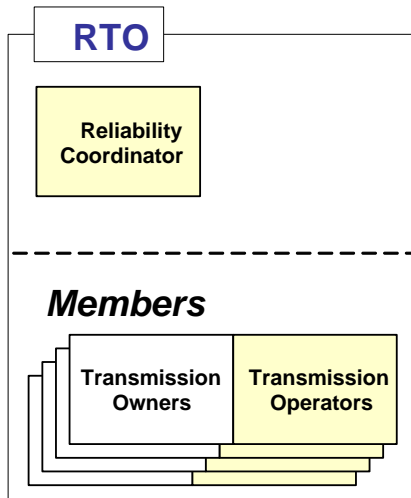 RTO
Reliability
Coordinator
Members
Transmission
Owners
Transmission
Operators